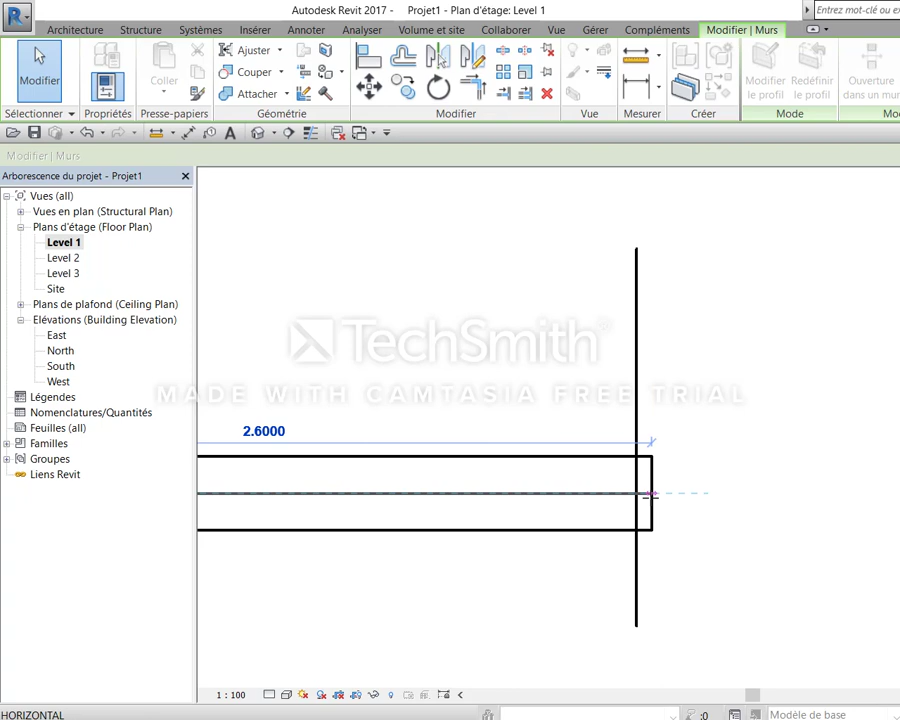 Autodesk Revit 2017 - Projet1 - Plan d'étage: Level 1
Entrez mot-clé ou ex
Architecture Structure Systèmes Insérer Annoter Analyser Volume et site Collaborer Vue Gérer Compléments Modifier | Murs
Modifier
Coller
Ajuster
Couper
Attacher
Modifier le profil
Redéfinir le profil
Ouverture dans un mur
Sélectionner Propriétés Presse-papiers Géométrie Modifier Vue Mesurer Créer Mode Mo
Modifier | Murs
Arborescence du projet - Projet1
Vues (all)
Vues en plan (Structural Plan)
Plans d'étage (Floor Plan)
Level 1
Level 2
Level 3
Site
Plans de plafond (Ceiling Plan)
Elévations (Building Elevation)
East
North
South
West
Légendes
Nomenclatures/Quantités
Feuilles (all)
Familles
Groupes
Liens Revit
TechSmith®
MADE WITH CAMTASIA FREE TRIAL
2.6000
1 : 100
HORIZONTAL
:0
Modèle de base